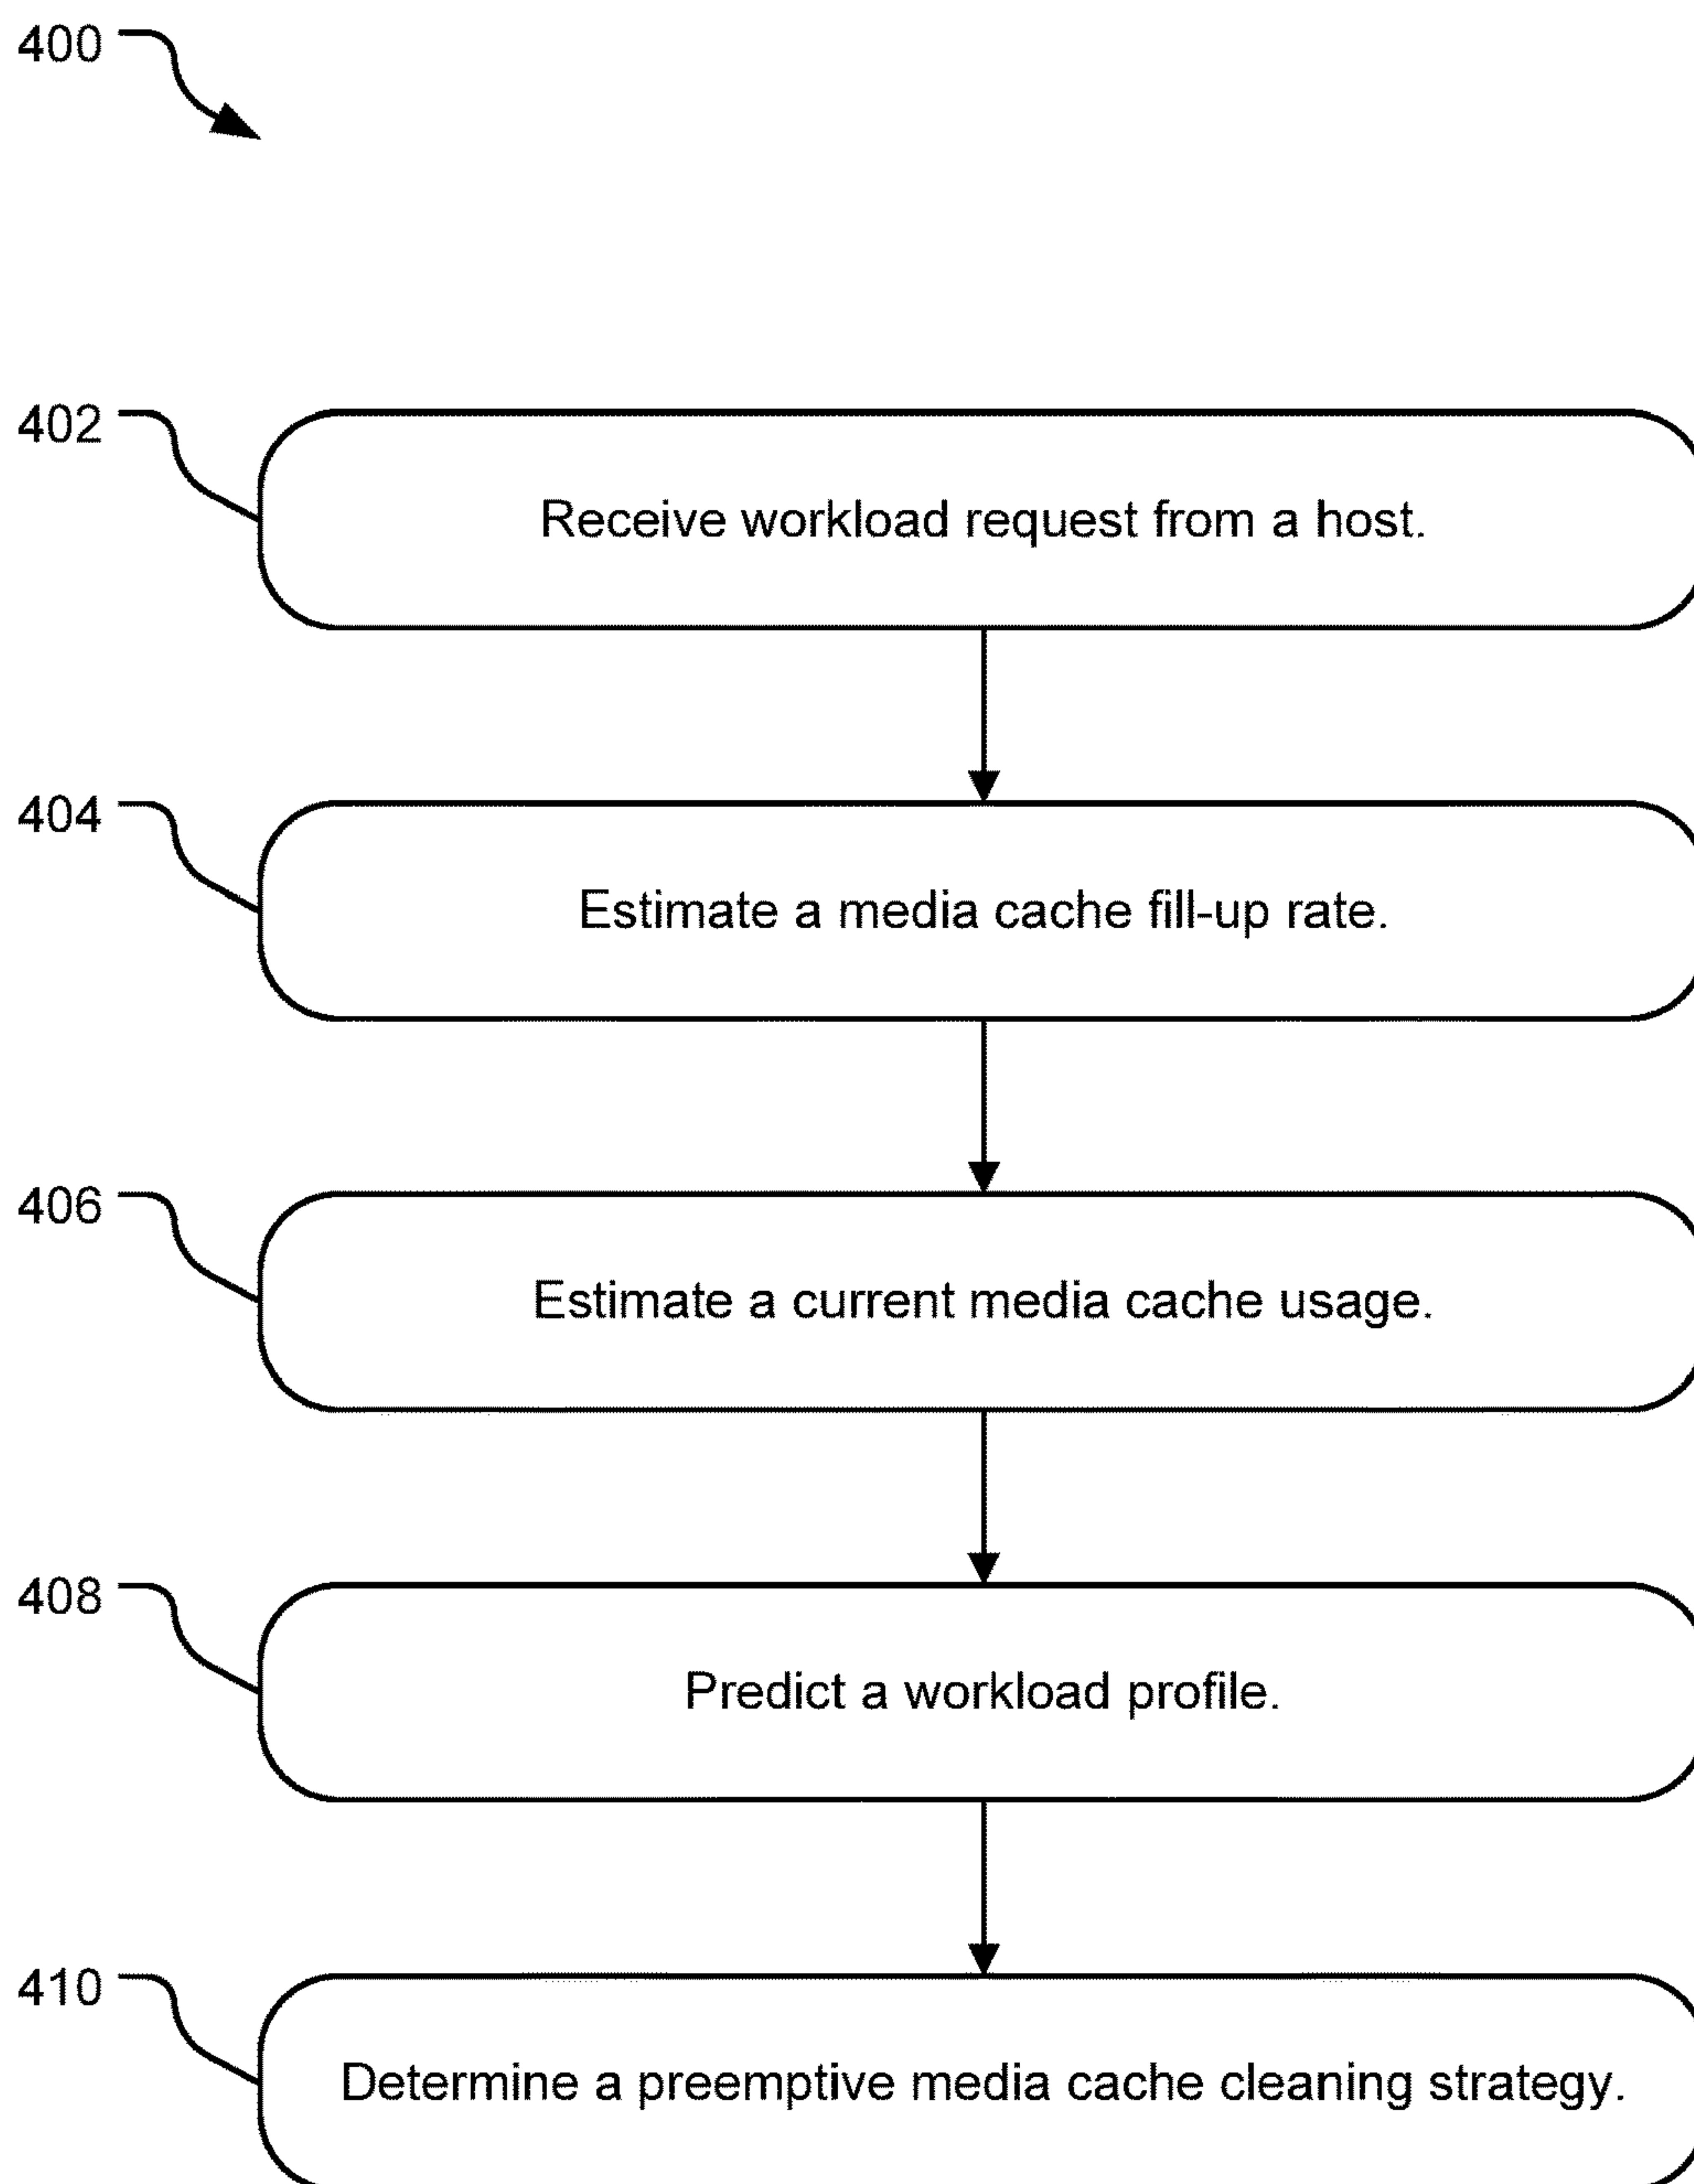 400
402
Receive workload request from a host.
404
Estimate a media cache fill-up rate.
406
Estimate a current media cache usage.
408
Predict a workload profile.
410
Determine a preemptive media cache cleaning strategy.